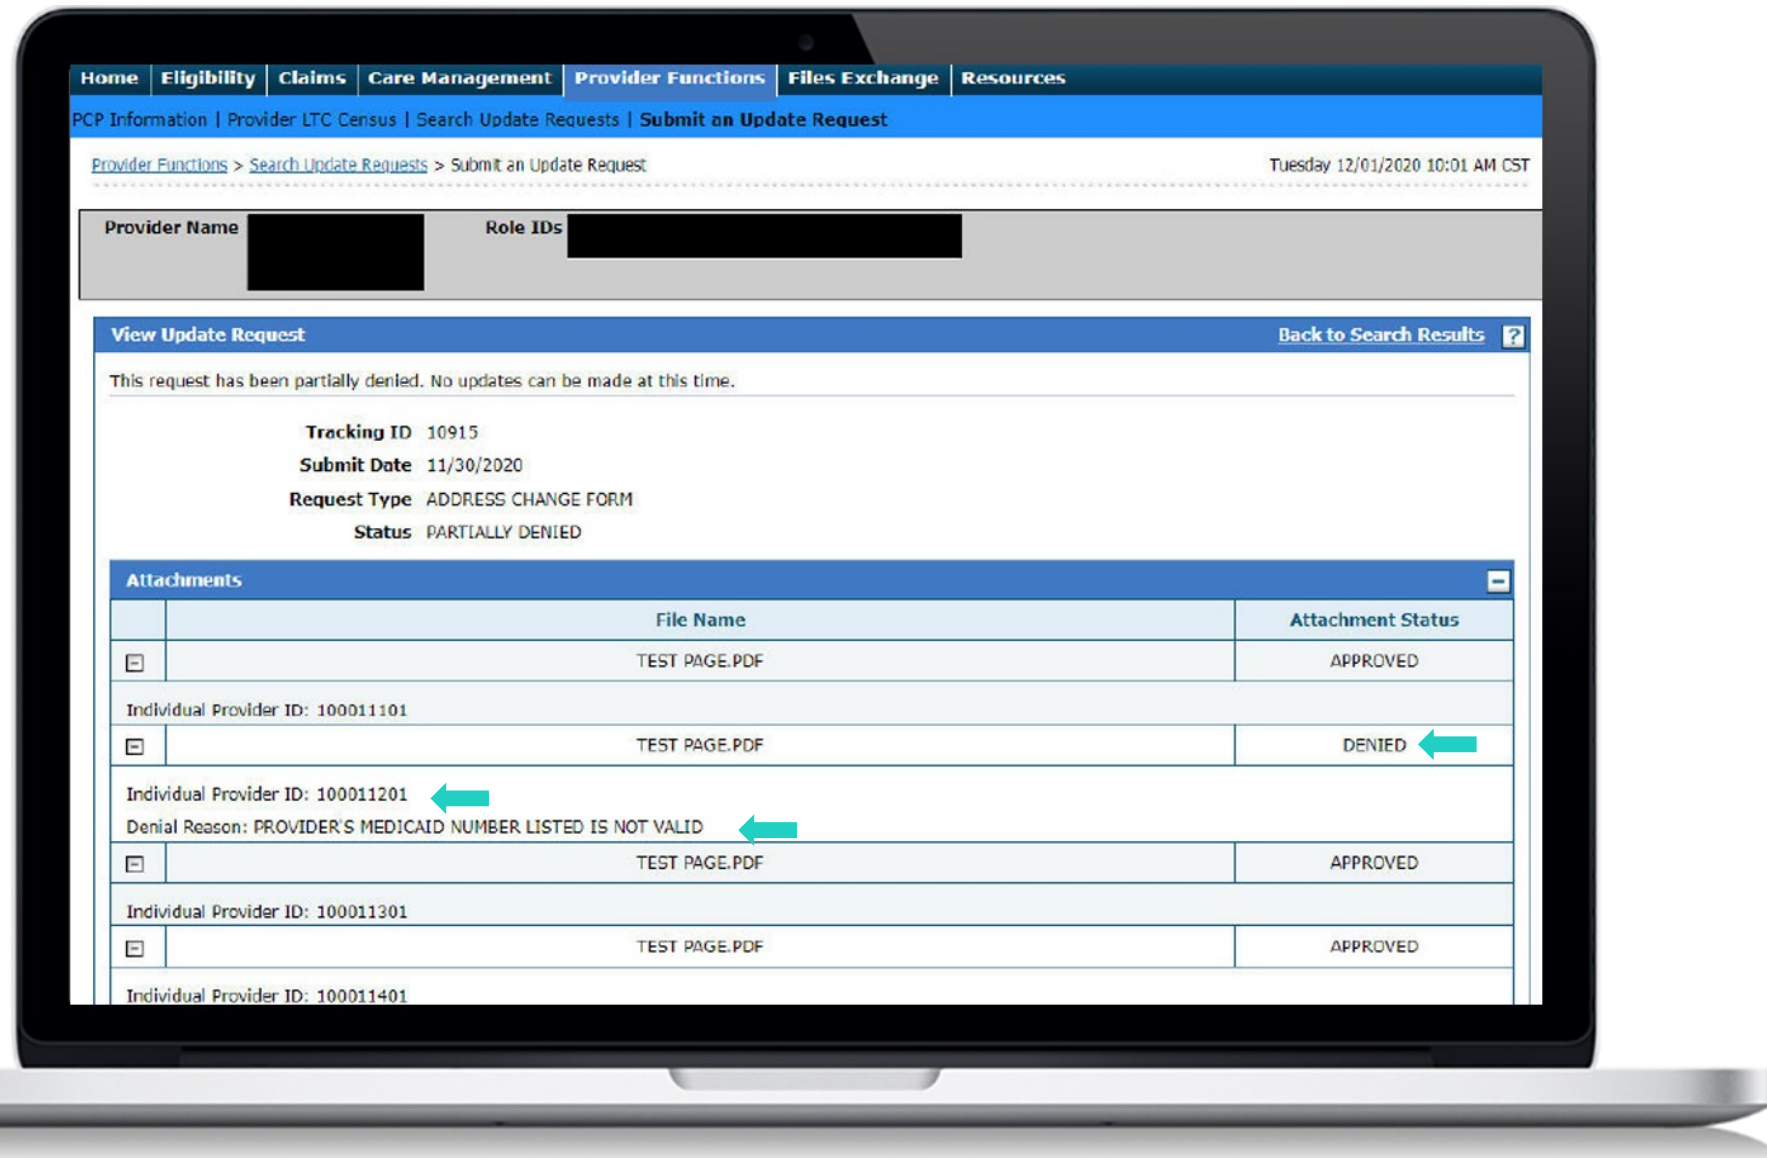 Home Eligibility Claims Care Management Provider Functions Files Exchange Resources
PCP Information | Provider LTC Census | Search Update Requests | Submit an Update Request
Provider Functions > Search Update Requests > Submit an Update Request Tuesday 12/01/2020 10:01 AM CST
Provider Name Role IDs
View Update Request Back to Search Results ?
This request has been partially denied. No updates can be made at this time.
Tracking ID 10915
Submit Date 11/30/2020
Request Type ADDRESS CHANGE FORM
Status PARTIALLY DENIED
Attachments
File Name Attachment Status
TEST PAGE.PDF APPROVED
Individual Provider ID: 100011101
TEST PAGE.PDF DENIED
Individual Provider ID: 100011201
Denial Reason: PROVIDER'S MEDICAID NUMBER LISTED IS NOT VALID
TEST PAGE.PDF APPROVED
Individual Provider ID: 100011301
TEST PAGE.PDF APPROVED
Individual Provider ID: 100011401